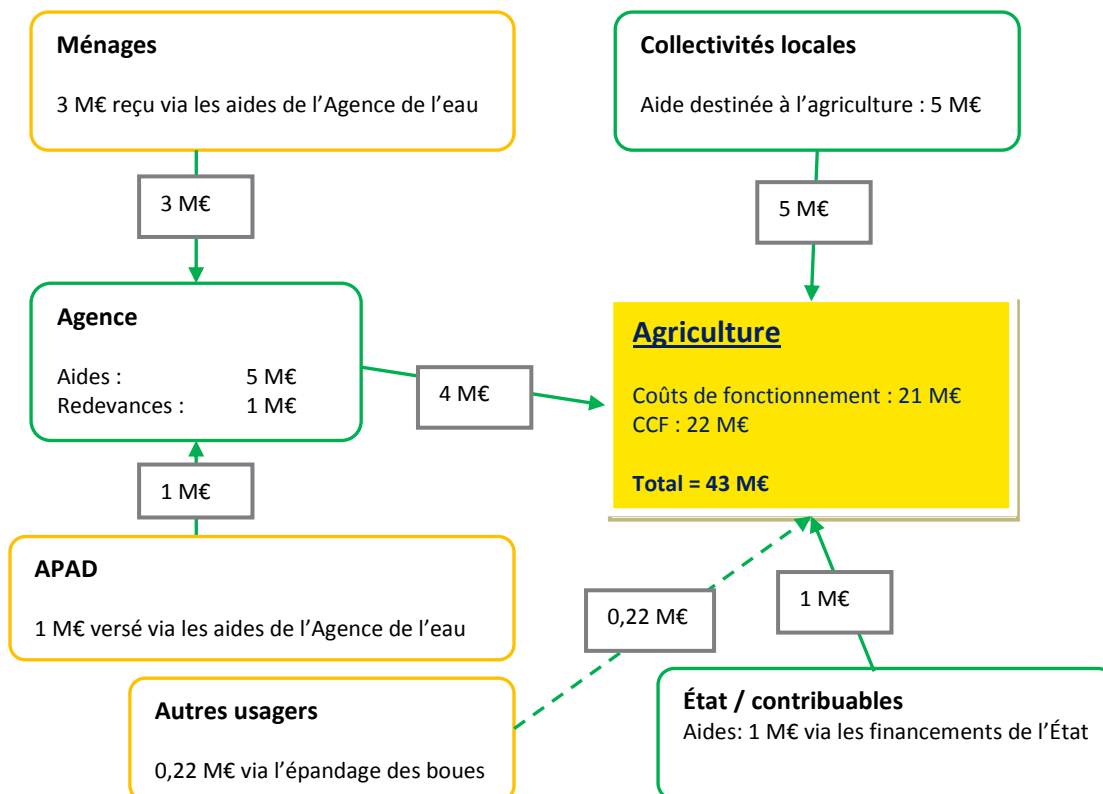 Ménages
3 M€ reçu via les aides de l’Agence de l’eau
Collectivités locales
Aide destinée à l’agriculture : 5 M€
3 M€
5 M€
Agence
Aides : 5 M€
Redevances : 1 M€
4 M€
Agriculture
Coûts de fonctionnement : 21 M€
CCF : 22 M€
Total = 43 M€
1 M€
APAD
1 M€ versé via les aides de l’Agence de l’eau
0,22 M€
1 M€
Autres usagers
0,22 M€ via l’épandage des boues
État / contribuables
Aides: 1 M€ via les financements de l’État